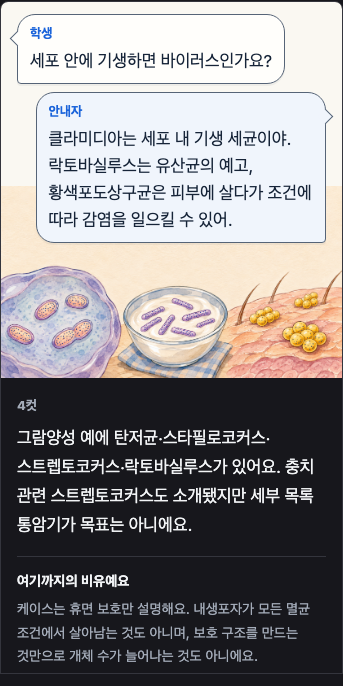 학생
세포 안에 기생하면 바이러스인가요?
안내자
클라미디아는 세포 내 기생 세균이야.
락토바실루스는 유산균의 예고,
황색포도상구균은 피부에 살다가 조건에
따라 감염을 일으킬 수 있어.
4컷
그람양성 예에 탄저균·스타필로코커스·
스트렙토코커스·락토바실루스가 있어요. 충치
관련 스트렙토코커스도 소개됐지만 세부 목록
통암기가 목표는 아니에요.
여기까지의 비유예요
케이스는 휴면 보호만 설명해요. 내생포자가 모든 멸균
조건에서 살아남는 것도 아니며, 보호 구조를 만드는
것만으로 개체 수가 늘어나는 것도 아니에요.